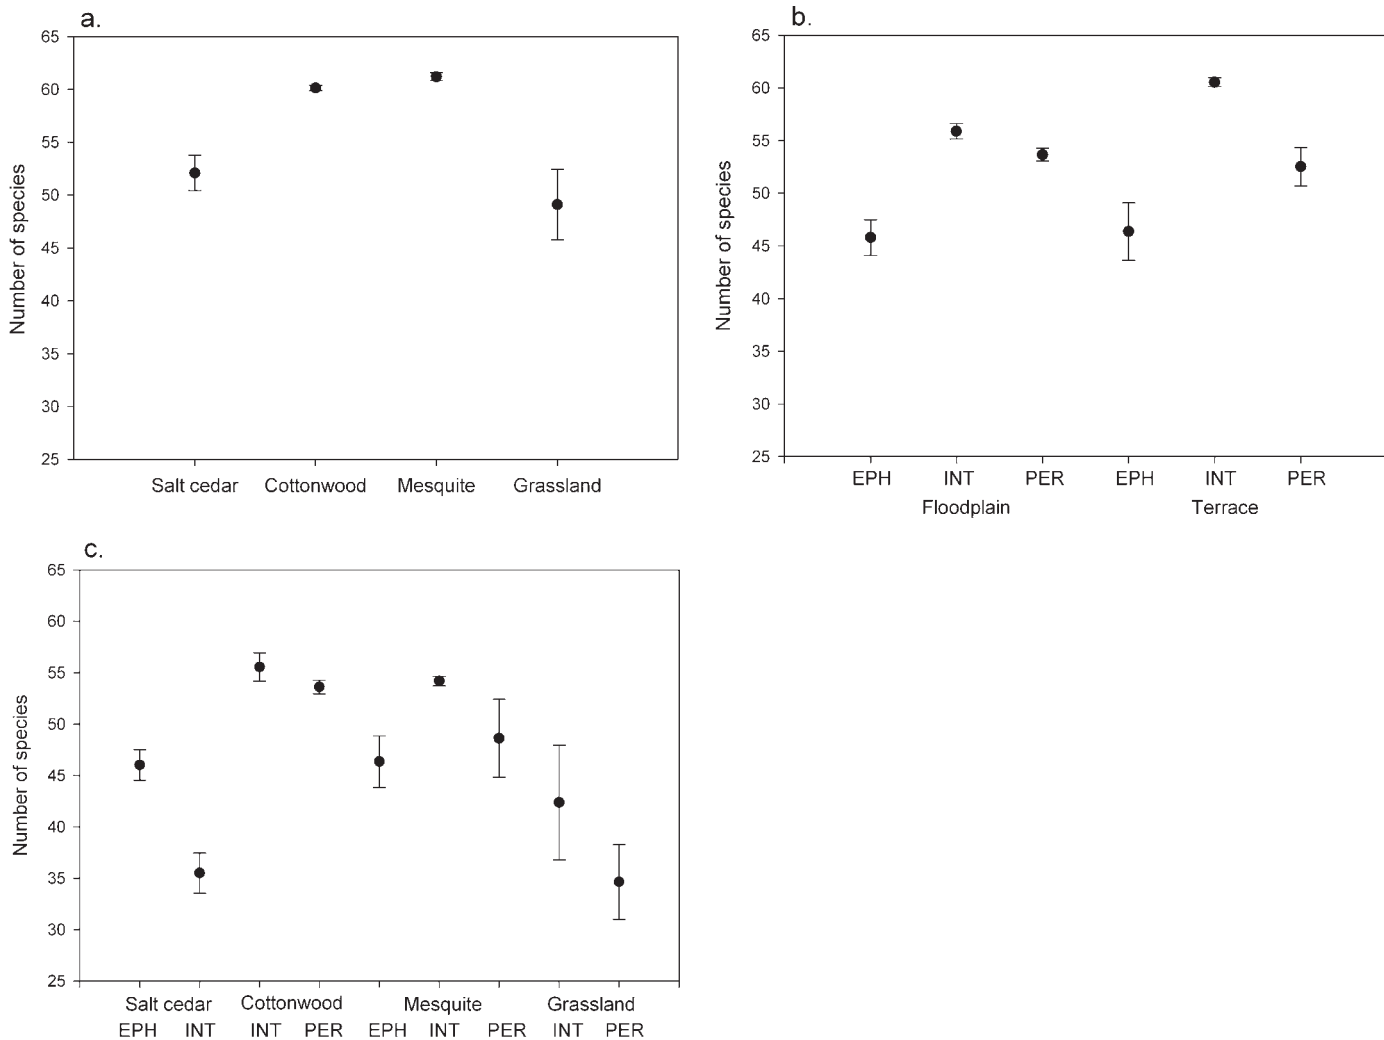 a.
65
60
55
50
45
40
35
30
25
Number of species
Salt cedar Cottonwood Mesquite Grassland
b.
65
60
55
50
45
40
35
30
25
Number of species
EPH INT PER EPH INT PER
Floodplain Terrace
c.
65
60
55
50
45
40
35
30
25
Number of species
Salt cedar Cottonwood Mesquite Grassland
EPH INT INT PER EPH INT PER INT PER